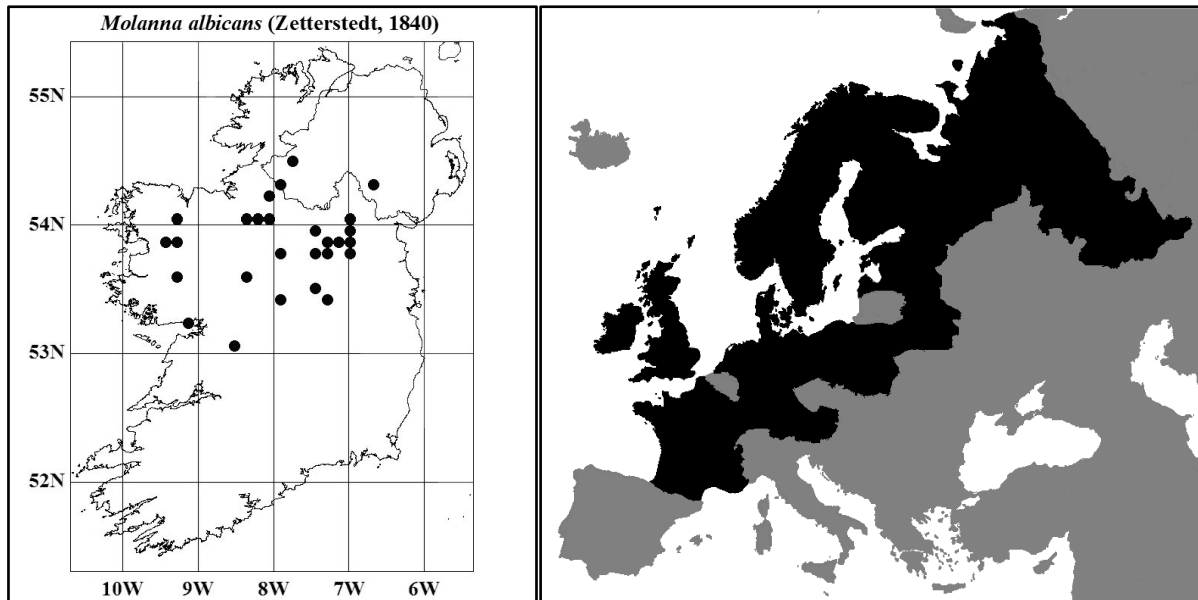 Molanna albicans (Zetterstedt, 1840)
55N
54N
53N
52N
10W 9W 8W 7W 6W